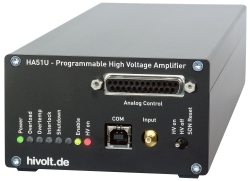 HA51U - Programmable High Voltage Amplifier
Analog Control
Power
Overload
Overtemp
Interlock
Shutdown
Enable
HV on
COM
Input
HV on
HV off
SDN Reset
hivolt.de